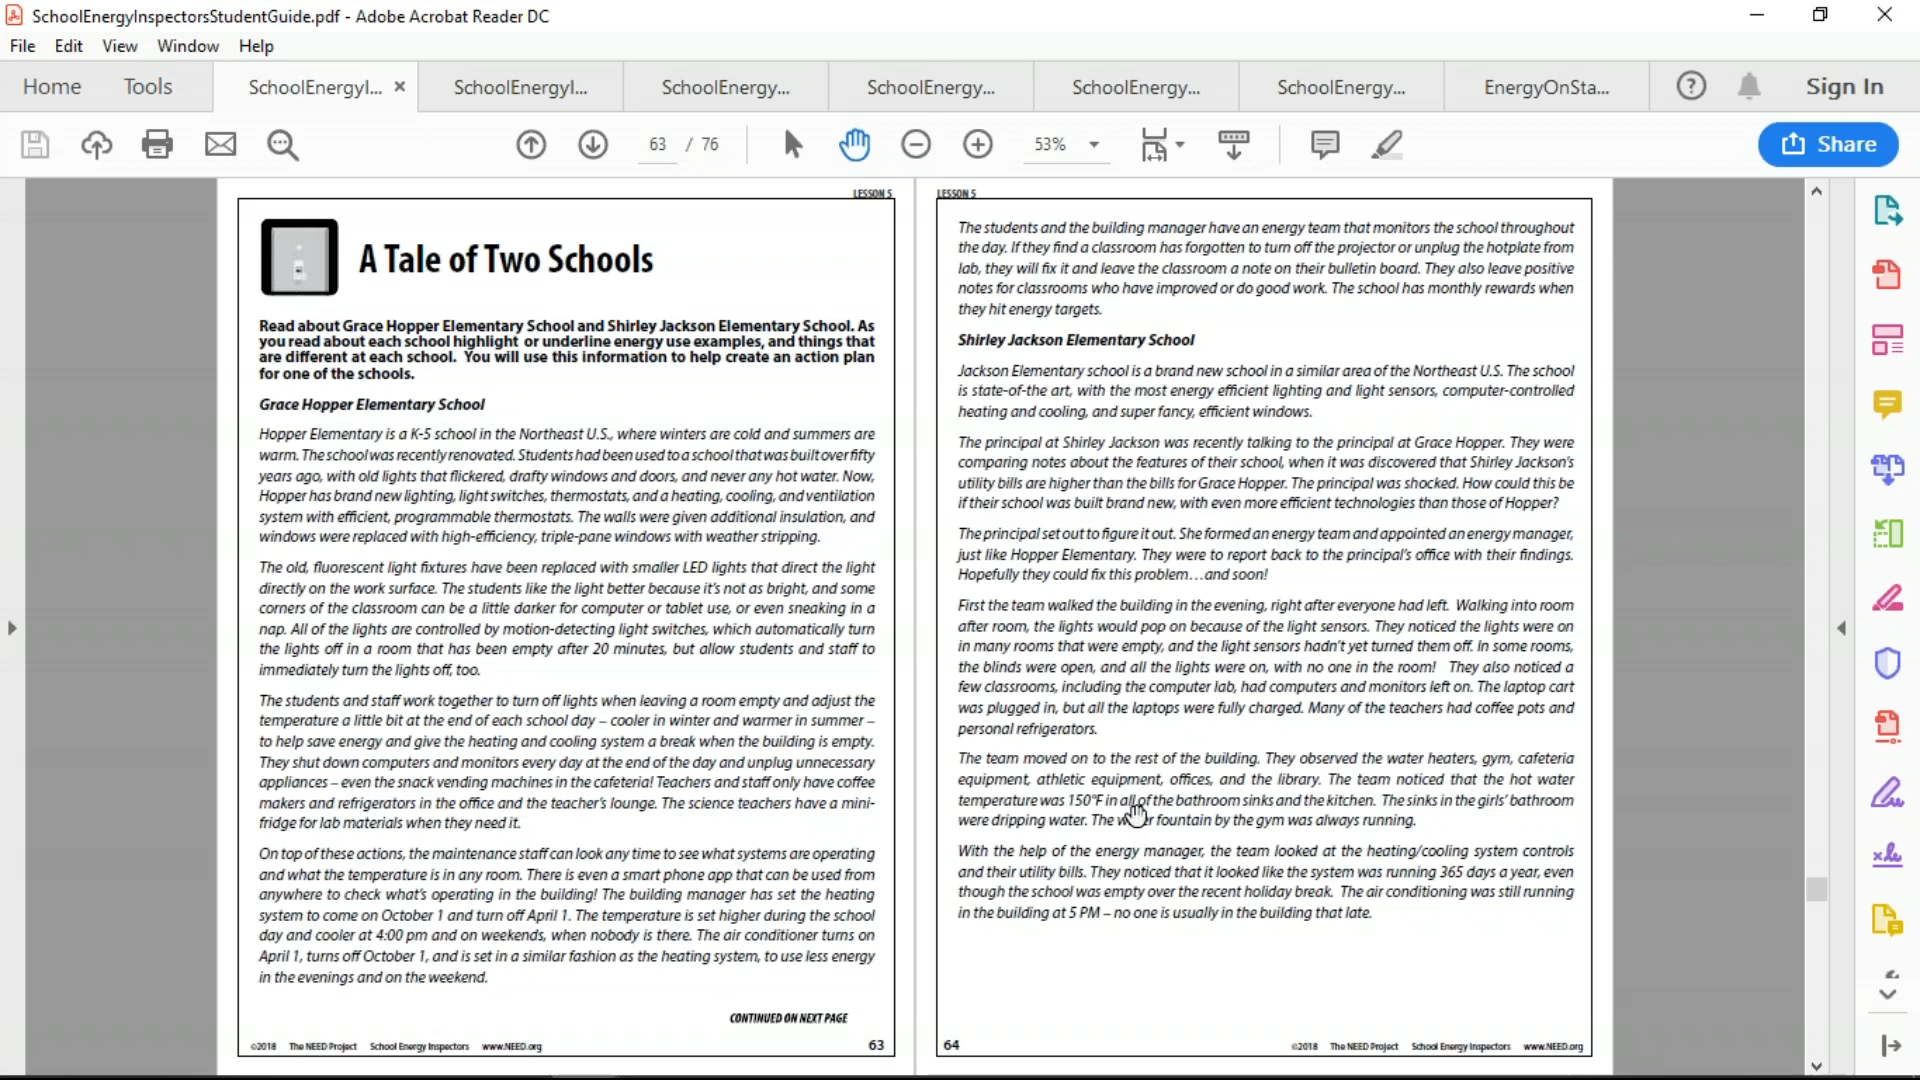 SchoolEnergyInspectorsStudentGuide.pdf - Adobe Acrobat Reader DC
File Edit View Window Help
Home Tools SchoolEnergyI... SchoolEnergyI... SchoolEnergy... SchoolEnergy... SchoolEnergy... SchoolEnergy... EnergyOnSta... Sign In
63 / 76 53% Share
LESSON 5
A Tale of Two Schools
Read about Grace Hopper Elementary School and Shirley Jackson Elementary School. As
you read about each school highlight or underline energy use examples, and things that
are different at each school. You will use this information to help create an action plan
for one of the schools.
Grace Hopper Elementary School
Hopper Elementary is a K-5 school in the Northeast U.S., where winters are cold and summers are
warm. The school was recently renovated. Students had been used to a school that was built over fifty
years ago, with old lights that flickered, drafty windows and doors, and never any hot water. Now,
Hopper has brand new lighting, light switches, thermostats, and a heating, cooling, and ventilation
system with efficient, programmable thermostats. The walls were given additional insulation, and
windows were replaced with high-efficiency, triple-pane windows with weather stripping.
The old, fluorescent light fixtures have been replaced with smaller LED lights that direct the light
directly on the work surface. The students like the light better because it's not as bright, and some
corners of the classroom can be a little darker for computer or tablet use, or even sneaking in a
nap. All of the lights are controlled by motion-detecting light switches, which automatically turn
the lights off in a room that has been empty after 20 minutes, but allow students and staff to
immediately turn the lights off, too.
The students and staff work together to turn off lights when leaving a room empty and adjust the
temperature a little bit at the end of each school day – cooler in winter and warmer in summer –
to help save energy and give the heating and cooling system a break when the building is empty.
They shut down computers and monitors every day at the end of the day and unplug unnecessary
appliances – even the snack vending machines in the cafeteria! Teachers and staff only have coffee
makers and refrigerators in the office and the teacher's lounge. The science teachers have a mini-
fridge for lab materials when they need it.
On top of these actions, the maintenance staff can look any time to see what systems are operating
and what the temperature is in any room. There is even a smart phone app that can be used from
anywhere to check what's operating in the building! The building manager has set the heating
system to come on October 1 and turn off April 1. The temperature is set higher during the school
day and cooler at 4:00 pm and on weekends, when nobody is there. The air conditioner turns on
April 1, turns off October 1, and is set in a similar fashion as the heating system, to use less energy
in the evenings and on the weekend.
CONTINUED ON NEXT PAGE
©2018 The NEED Project School Energy Inspectors www.NEED.org 63
LESSON 5
The students and the building manager have an energy team that monitors the school throughout
the day. If they find a classroom has forgotten to turn off the projector or unplug the hotplate from
lab, they will fix it and leave the classroom a note on their bulletin board. They also leave positive
notes for classrooms who have improved or do good work. The school has monthly rewards when
they hit energy targets.
Shirley Jackson Elementary School
Jackson Elementary school is a brand new school in a similar area of the Northeast U.S. The school
is state-of-the art, with the most energy efficient lighting and light sensors, computer-controlled
heating and cooling, and super fancy, efficient windows.
The principal at Shirley Jackson was recently talking to the principal at Grace Hopper. They were
comparing notes about the features of their school, when it was discovered that Shirley Jackson's
utility bills are higher than the bills for Grace Hopper. The principal was shocked. How could this be
if their school was built brand new, with even more efficient technologies than those of Hopper?
The principal set out to figure it out. She formed an energy team and appointed an energy manager,
just like Hopper Elementary. They were to report back to the principal's office with their findings.
Hopefully they could fix this problem…and soon!
First the team walked the building in the evening, right after everyone had left. Walking into room
after room, the lights would pop on because of the light sensors. They noticed the lights were on
in many rooms that were empty, and the light sensors hadn't yet turned them off. In some rooms,
the blinds were open, and all the lights were on, with no one in the room! They also noticed a
few classrooms, including the computer lab, had computers and monitors left on. The laptop cart
was plugged in, but all the laptops were fully charged. Many of the teachers had coffee pots and
personal refrigerators.
The team moved on to the rest of the building. They observed the water heaters, gym, cafeteria
equipment, athletic equipment, offices, and the library. The team noticed that the hot water
temperature was 150°F in all of the bathroom sinks and the kitchen. The sinks in the girls' bathroom
were dripping water. The water fountain by the gym was always running.
With the help of the energy manager, the team looked at the heating/cooling system controls
and their utility bills. They noticed that it looked like the system was running 365 days a year, even
though the school was empty over the recent holiday break. The air conditioning was still running
in the building at 5 PM – no one is usually in the building that late.
64 ©2018 The NEED Project School Energy Inspectors www.NEED.org